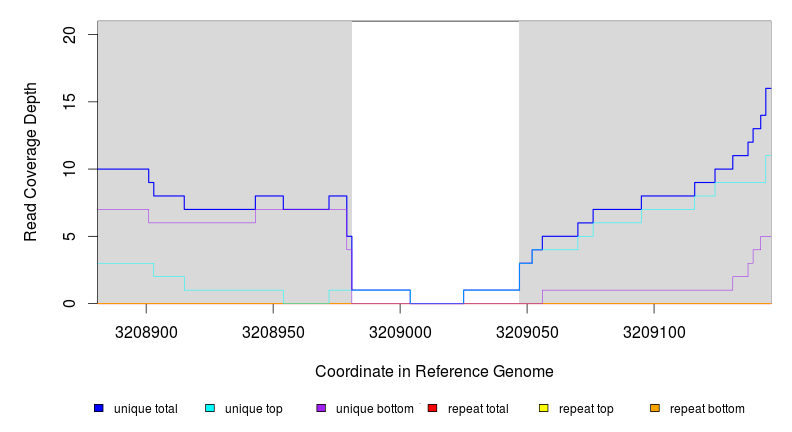 20
15
10
5
0
Read Coverage Depth
3208900 3208950 3209000 3209050 3209100
Coordinate in Reference Genome
unique total unique top unique bottom repeat total repeat top repeat bottom